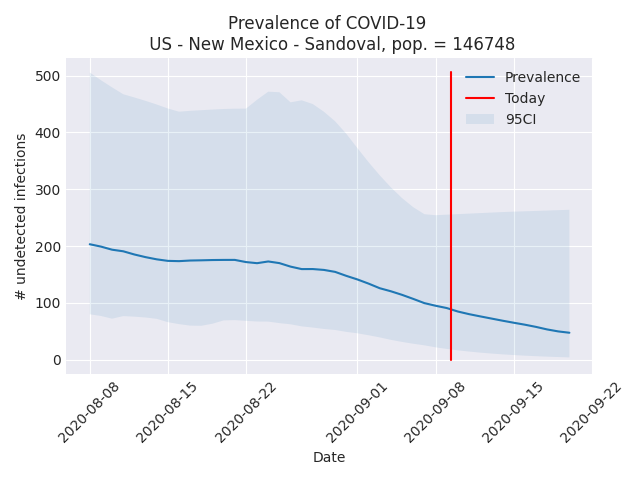 Prevalence of COVID-19
US - New Mexico - Sandoval, pop. = 146748
500
400
300
200
100
0
# undetected infections
Prevalence
Today
95CI
2020-08-08
2020-08-15
2020-08-22
2020-09-01
2020-09-08
2020-09-15
2020-09-22
Date